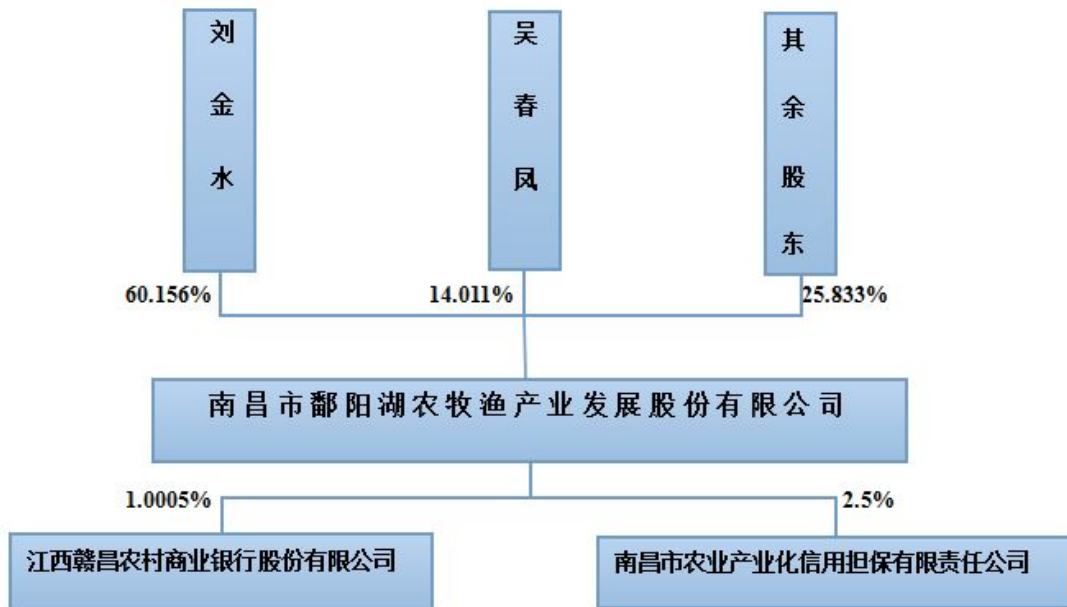 刘金水
吴春凤
其余股东
60.156%
14.011%
25.833%
南昌市鄱阳湖农牧渔产业发展股份有限公司
1.0005%
2.5%
江西赣昌农村商业银行股份有限公司
南昌市农业产业化信用担保有限责任公司